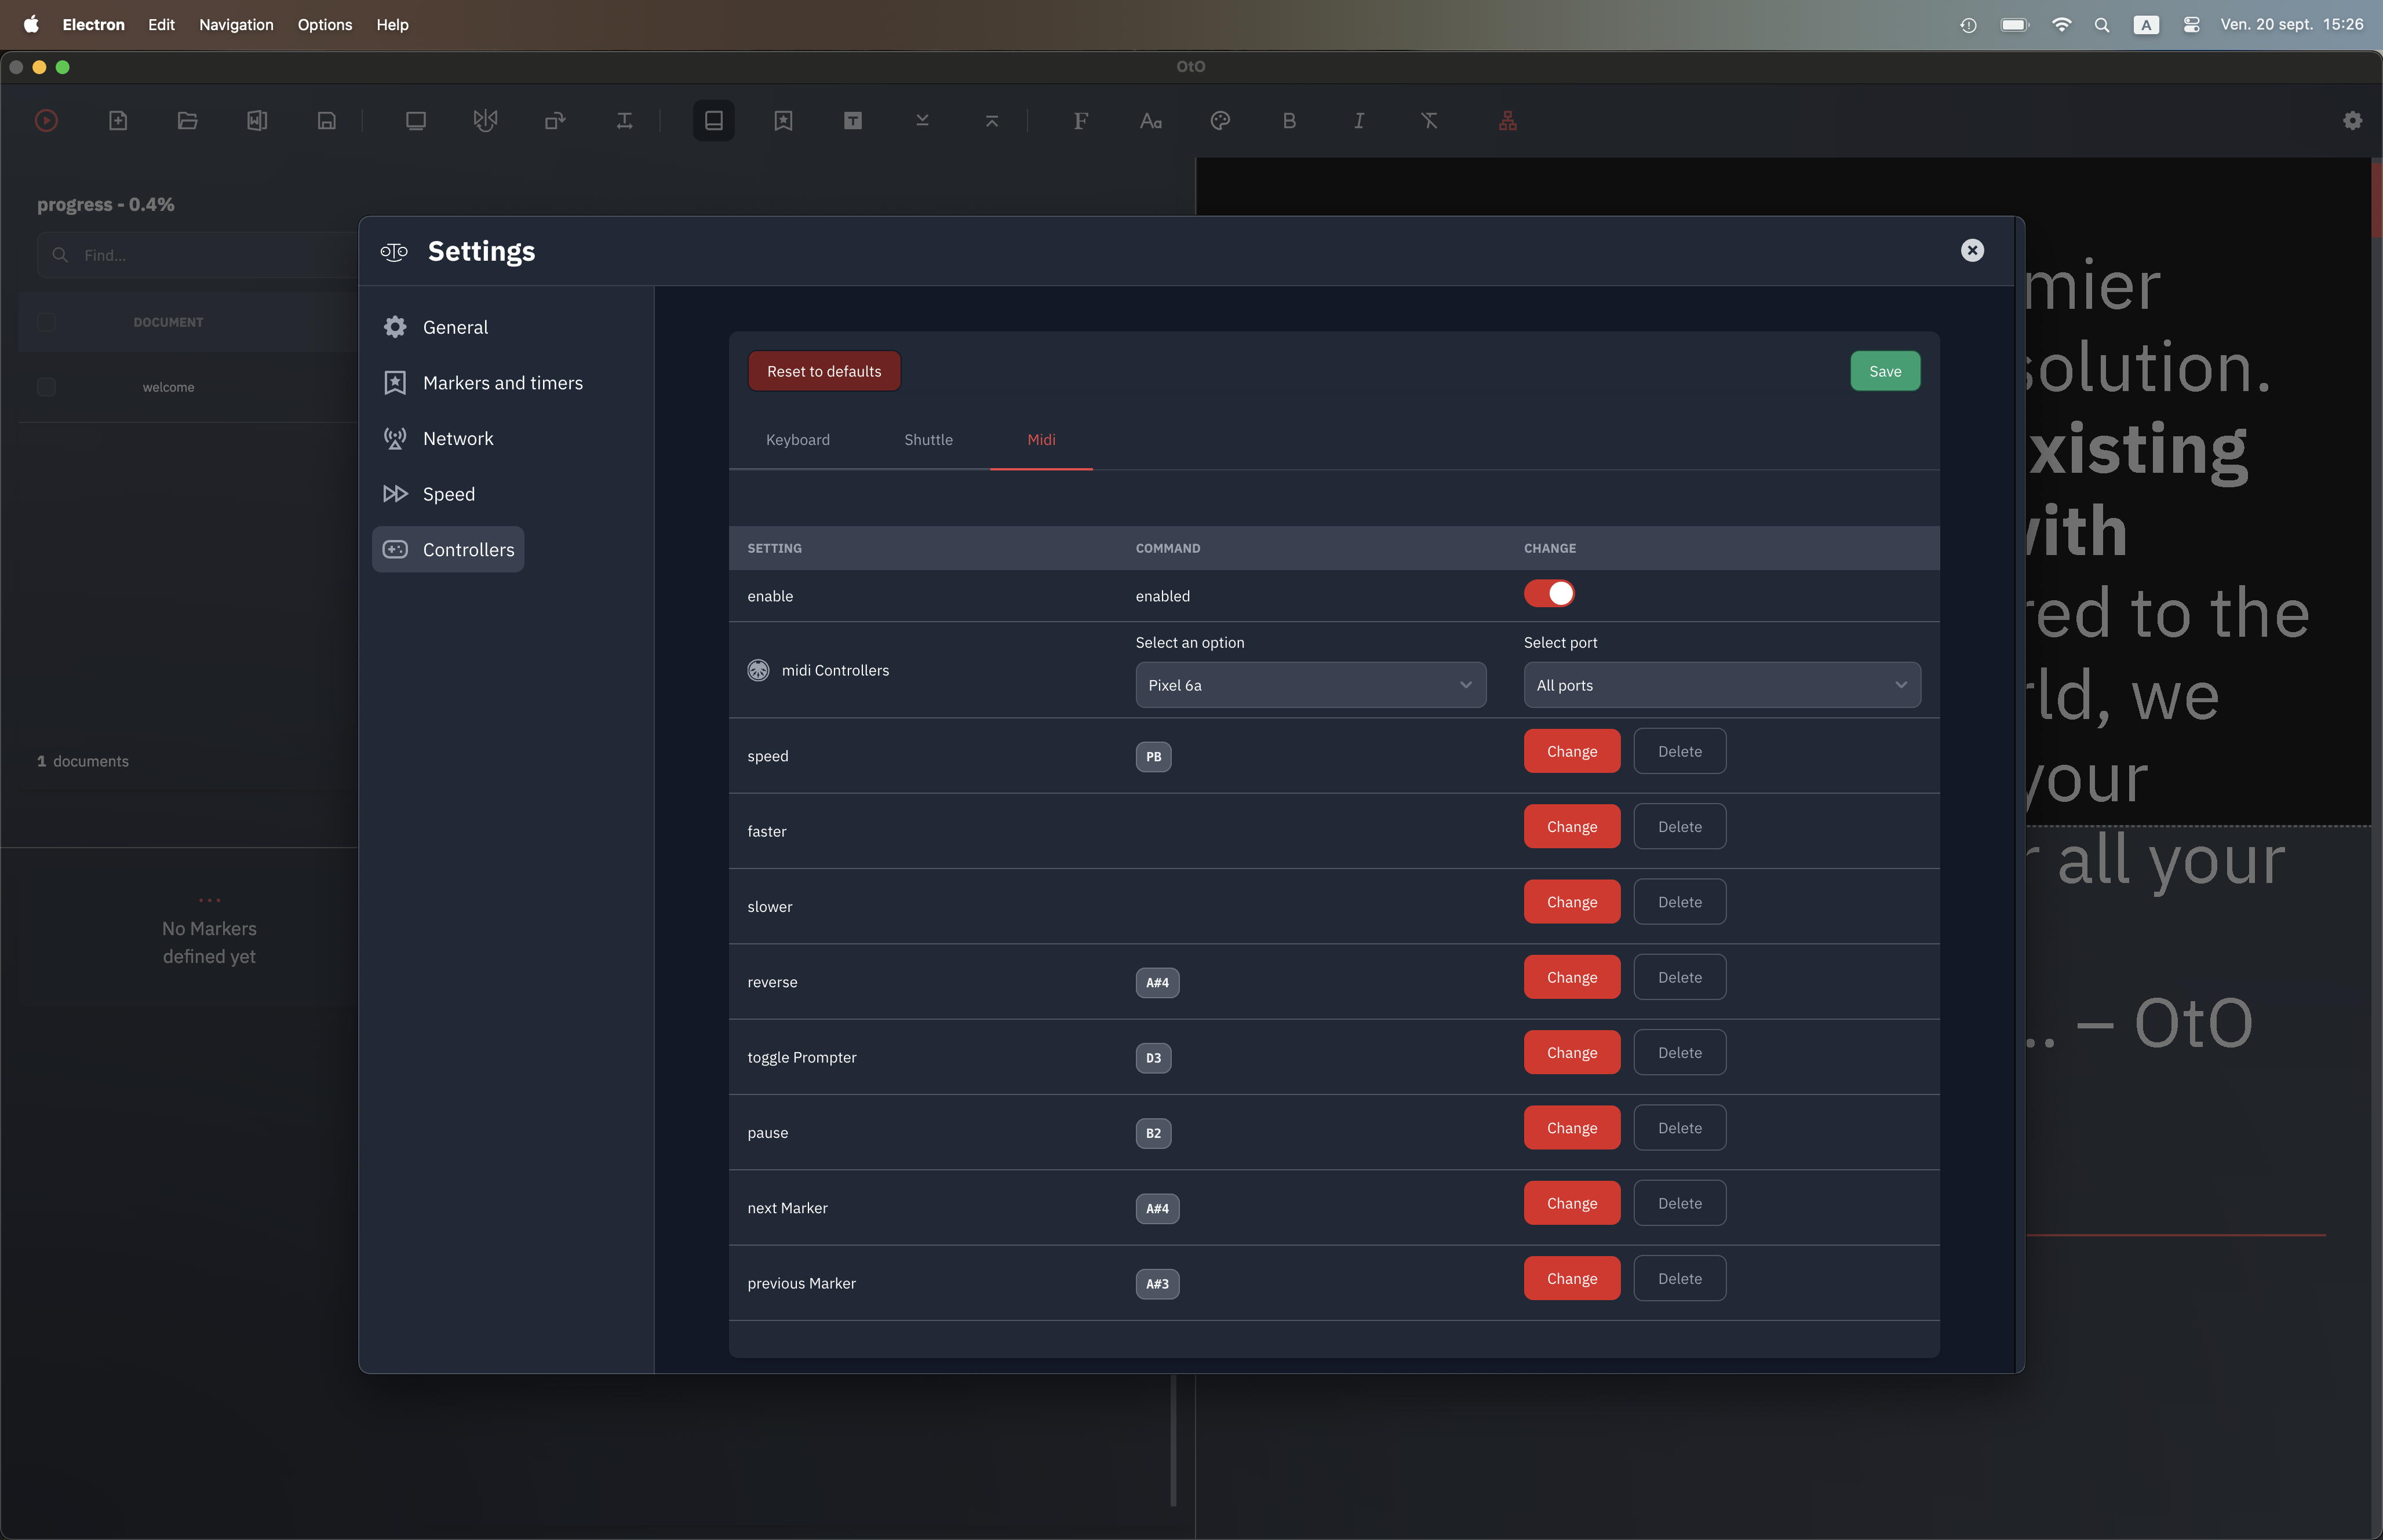 Electron Edit Navigation Options Help A Ven. 20 sept. 15:26
OtO
progress - 0.4%
Find...
DOCUMENT
welcome
1 documents
...
No Markers
defined yet
Settings
General
Markers and timers
Network
Speed
Controllers
Reset to defaults Save
Keyboard Shuttle Midi
SETTING COMMAND CHANGE
enable enabled
Select an option Select port
midi Controllers Pixel 6a All ports
speed PB Change Delete
faster Change Delete
slower Change Delete
reverse A#4 Change Delete
toggle Prompter D3 Change Delete
pause B2 Change Delete
next Marker A#4 Change Delete
previous Marker A#3 Change Delete
mier
solution.
xisting
with
red to the
rld, we
your
r all your
.. – OtO